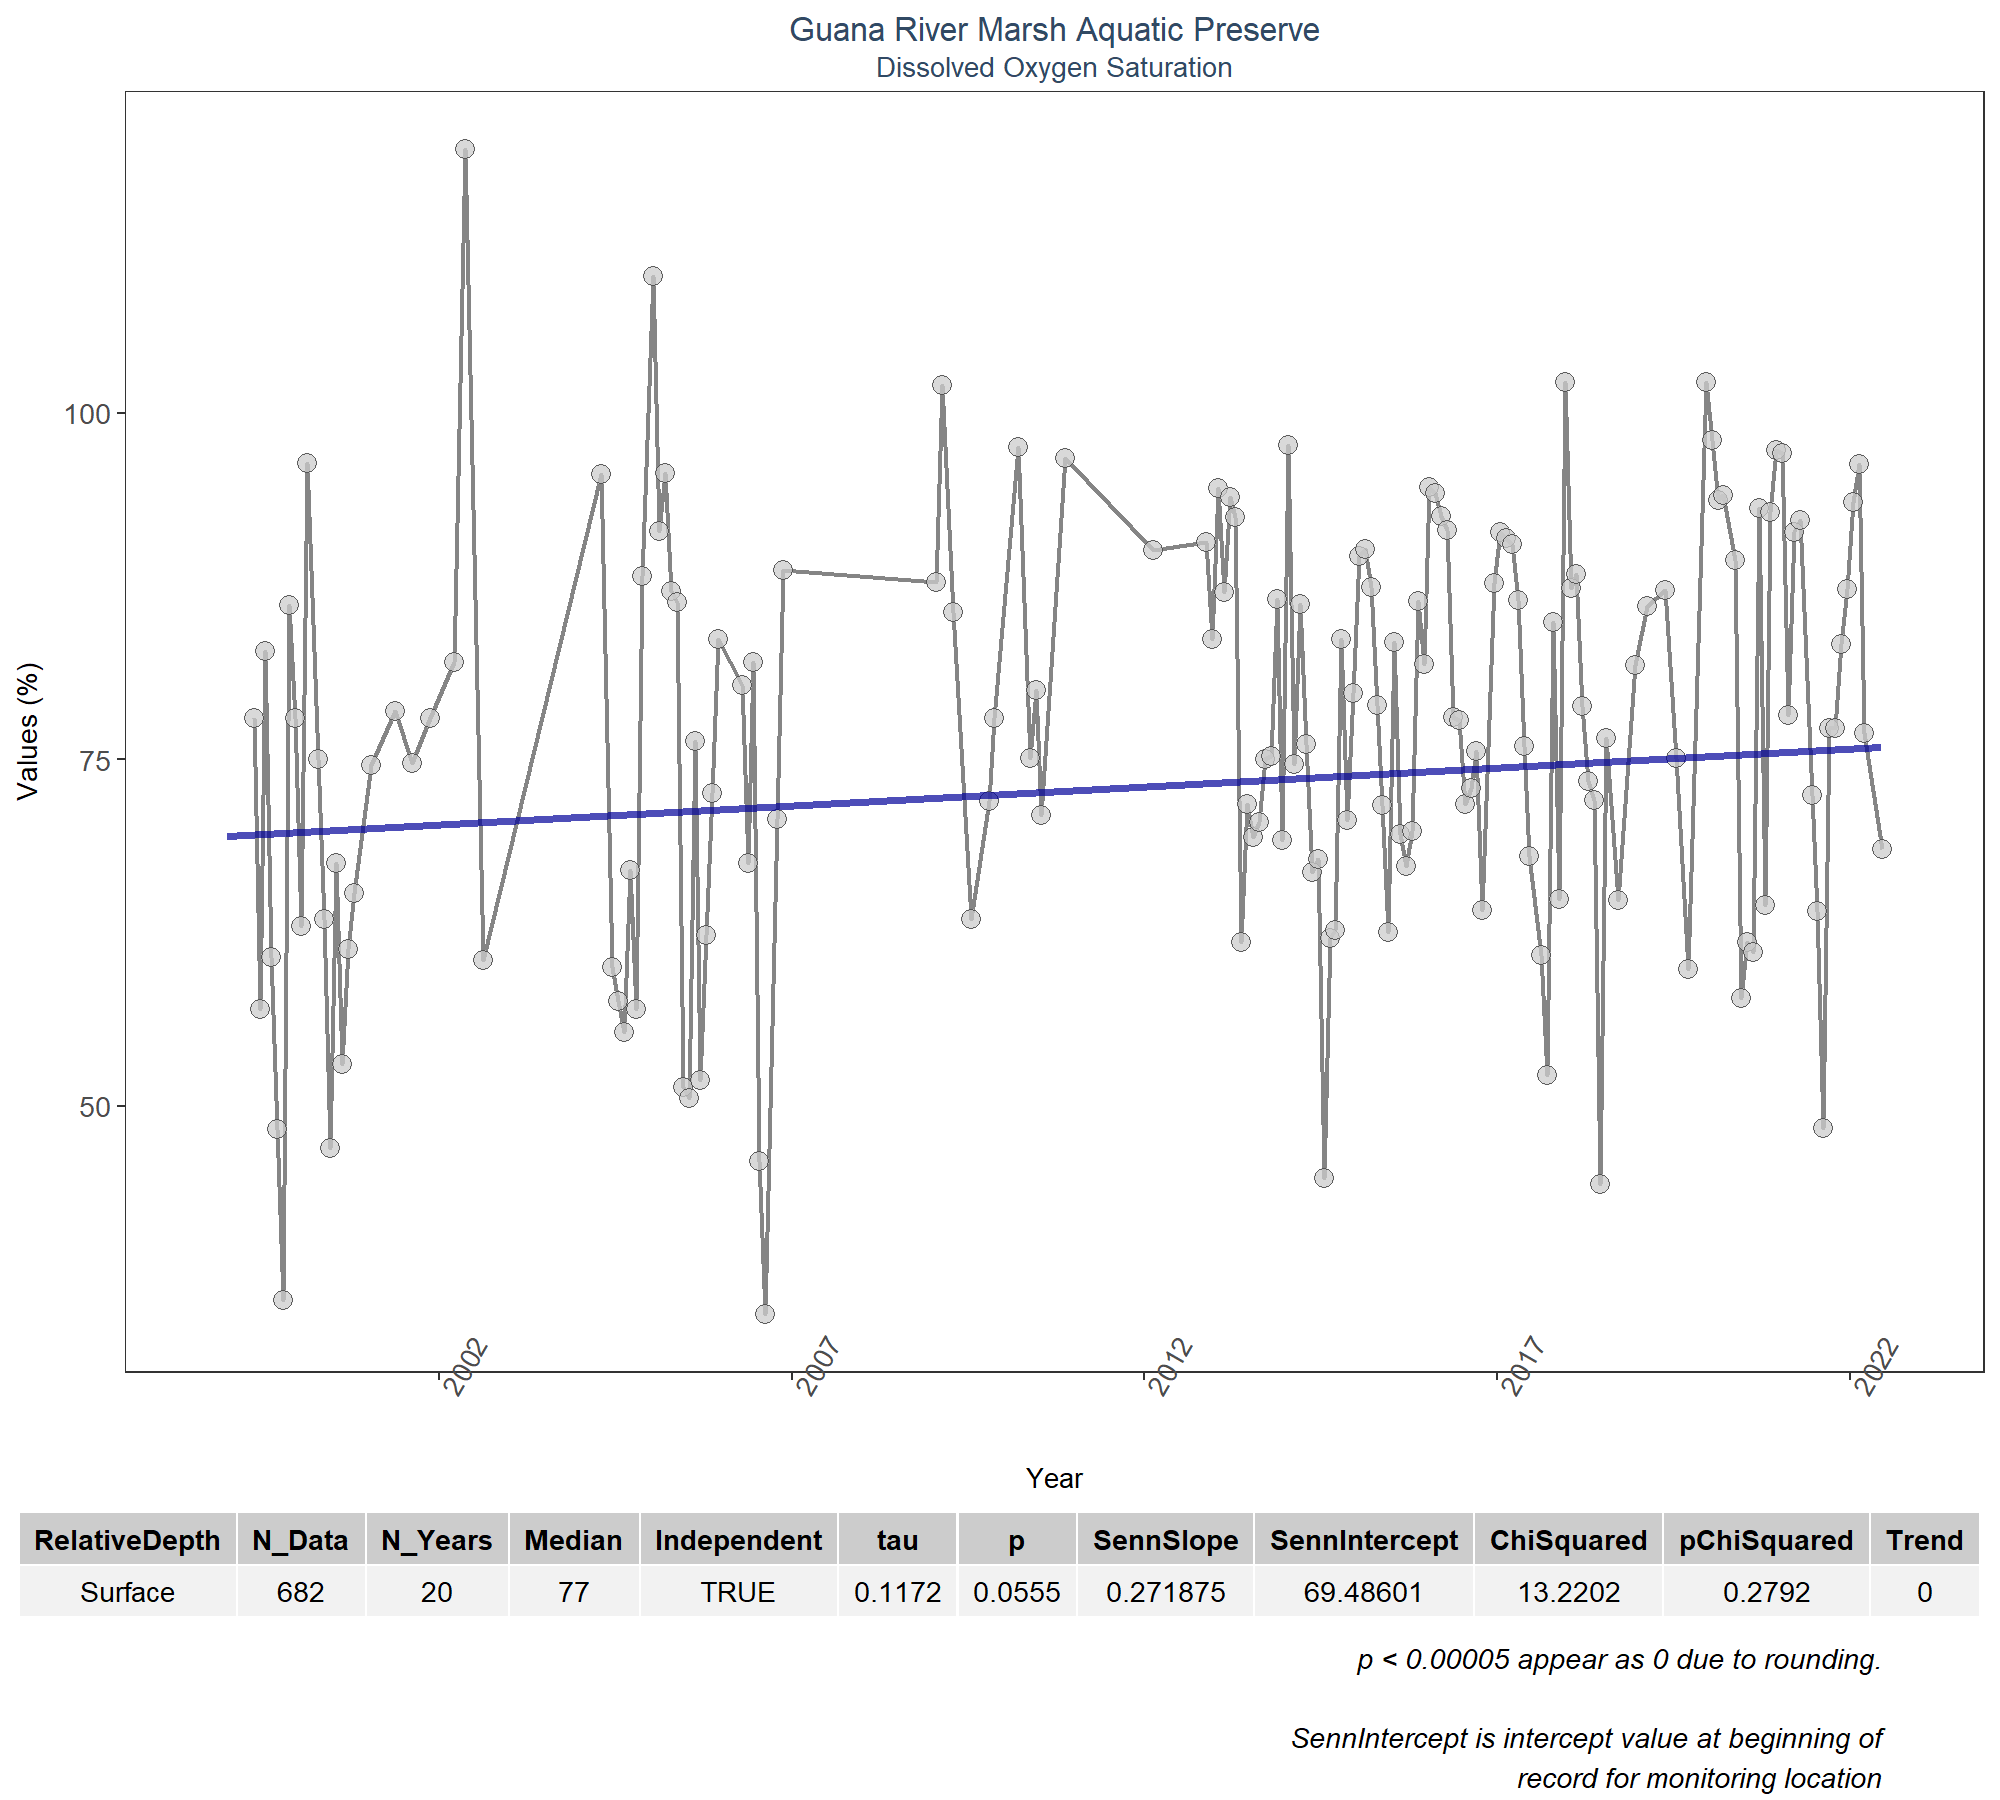 Guana River Marsh Aquatic Preserve
Dissolved Oxygen Saturation
Values (%)
100
75
50
2002 2007 2012 2017 2022
Year
RelativeDepth N_Data N_Years Median Independent tau p SennSlope SennIntercept ChiSquared pChiSquared Trend
Surface 682 20 77 TRUE 0.1172 0.0555 0.271875 69.48601 13.2202 0.2792 0
p < 0.00005 appear as 0 due to rounding.
SennIntercept is intercept value at beginning of
record for monitoring location